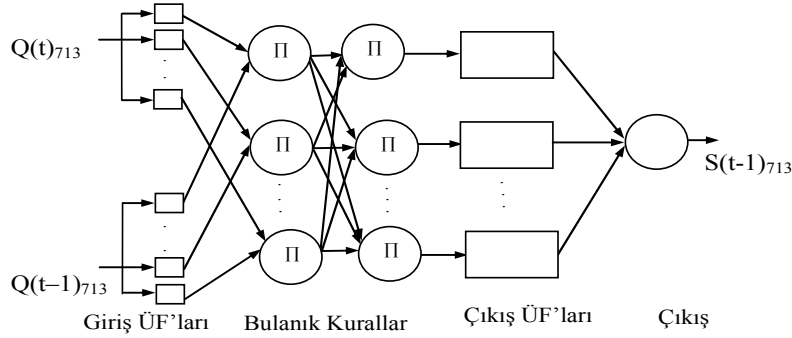 Q(t)713
Π Π
Π Π
S(t-1)713
Π Π
Q(t–1)713
Giriş ÜF’ları Bulanık Kurallar Çıkış ÜF’ları Çıkış